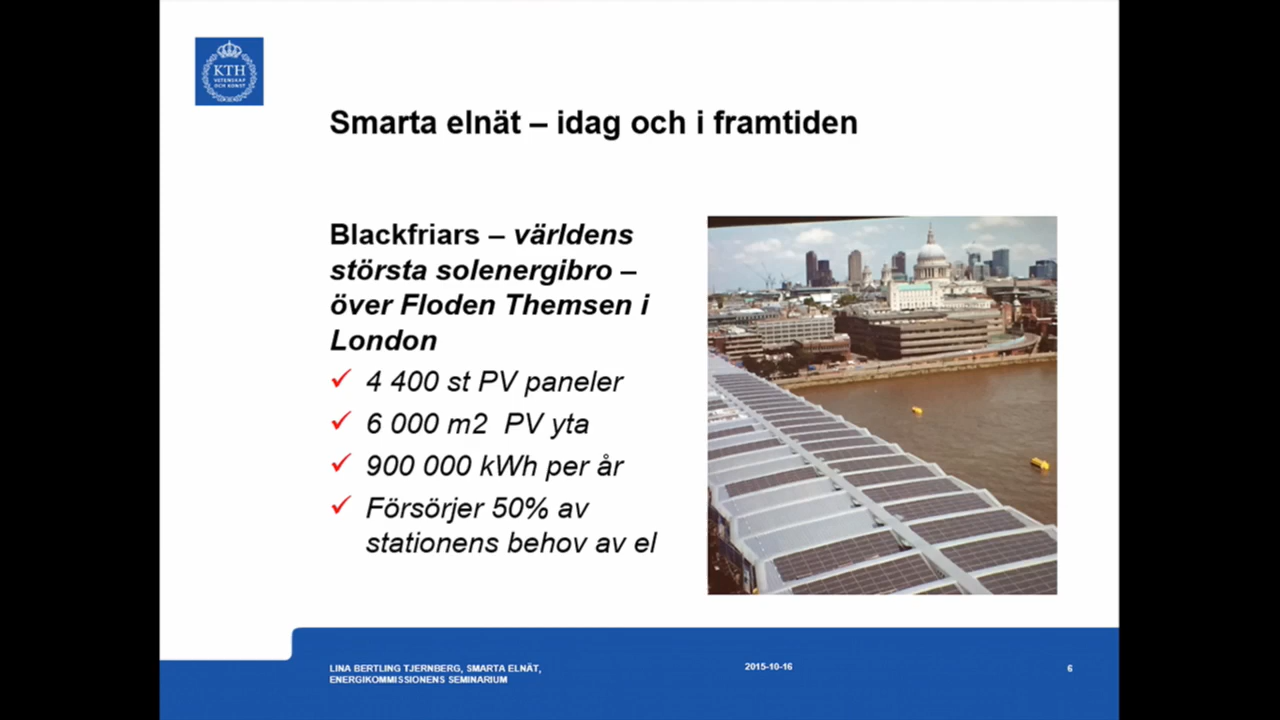 KTH
VETENSKAP
OCH KONST
Smarta elnät – idag och i framtiden
Blackfriars – världens
största solenergibro –
över Floden Themsen i
London
4 400 st PV paneler
6 000 m2 PV yta
900 000 kWh per år
Försörjer 50% av
stationens behov av el
LINA BERTLING TJERNBERG, SMARTA ELNÄT,
ENERGIKOMMISSIONENS SEMINARIUM
2015-10-16
6